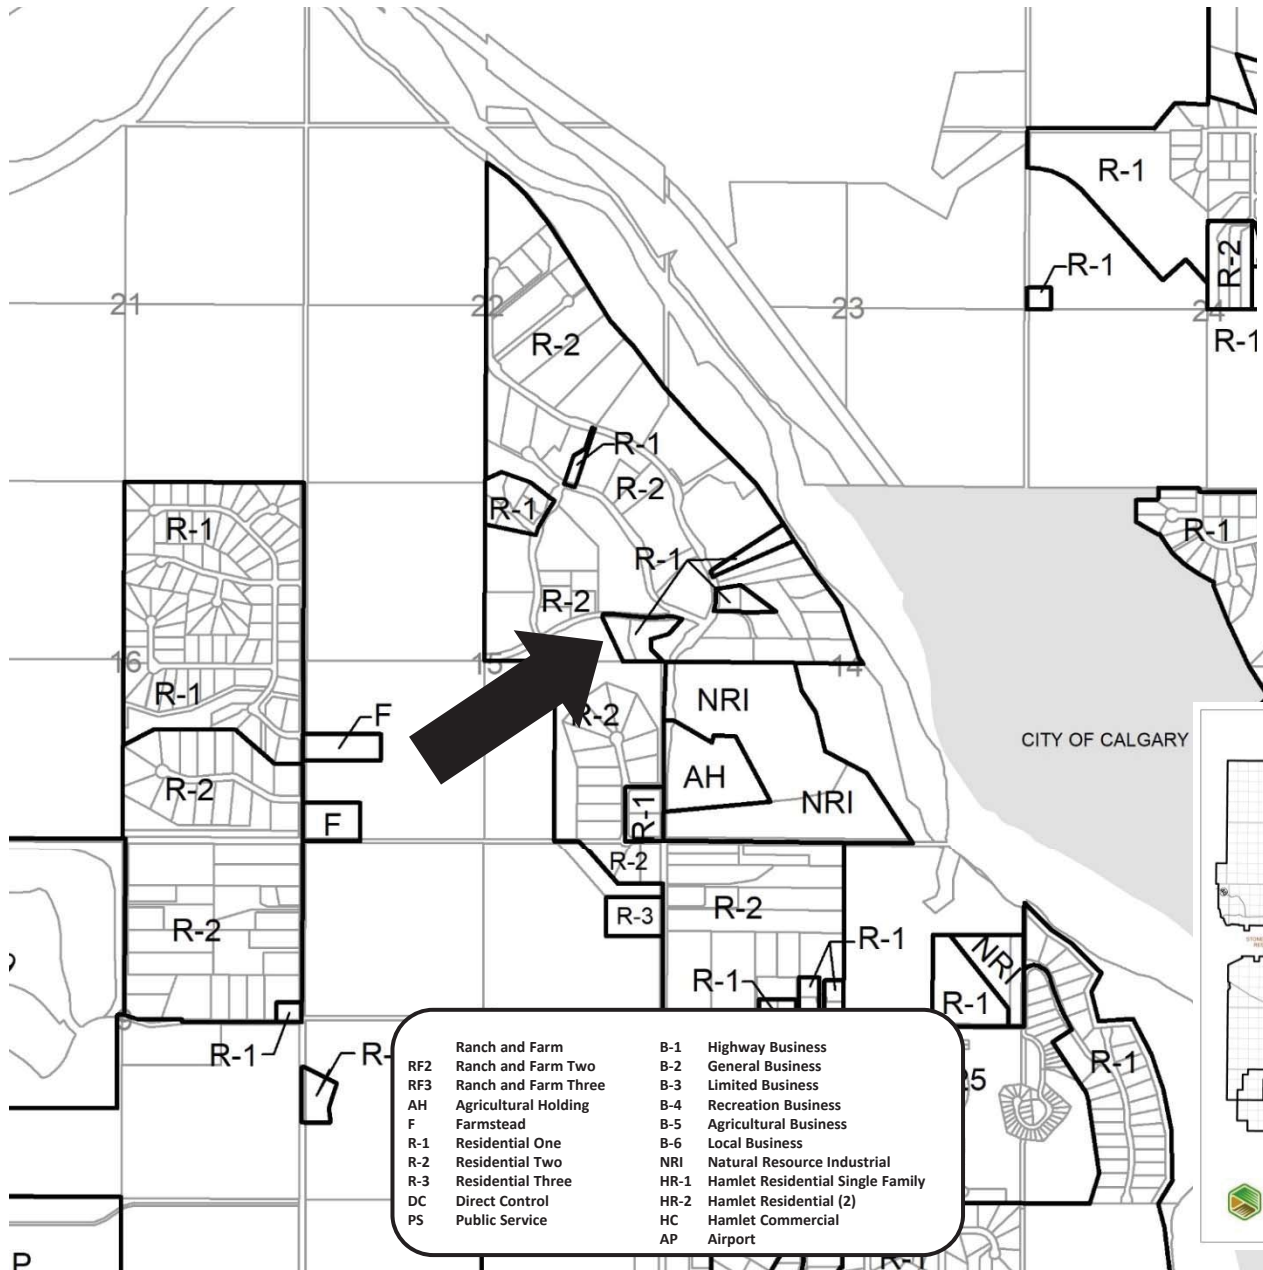 R-1
R-1
R-2
21
22
23
24
R-1
R-2
R-1
R-2
R-1
R-1
R-1
R-1
R-2
16
15
14
R-1
NRI
F
R-2
CITY OF CALGARY
AH
R-2
NRI
F
R-1
R-2
R-2
R-3
R-2
R-1
NRI
R-1
R-1
R-1
R-
R-1
25
Ranch and Farm
RF2 Ranch and Farm Two
RF3 Ranch and Farm Three
AH Agricultural Holding
F Farmstead
R-1 Residential One
R-2 Residential Two
R-3 Residential Three
DC Direct Control
PS Public Service
B-1 Highway Business
B-2 General Business
B-3 Limited Business
B-4 Recreation Business
B-5 Agricultural Business
B-6 Local Business
NRI Natural Resource Industrial
HR-1 Hamlet Residential Single Family
HR-2 Hamlet Residential (2)
HC Hamlet Commercial
AP Airport
P